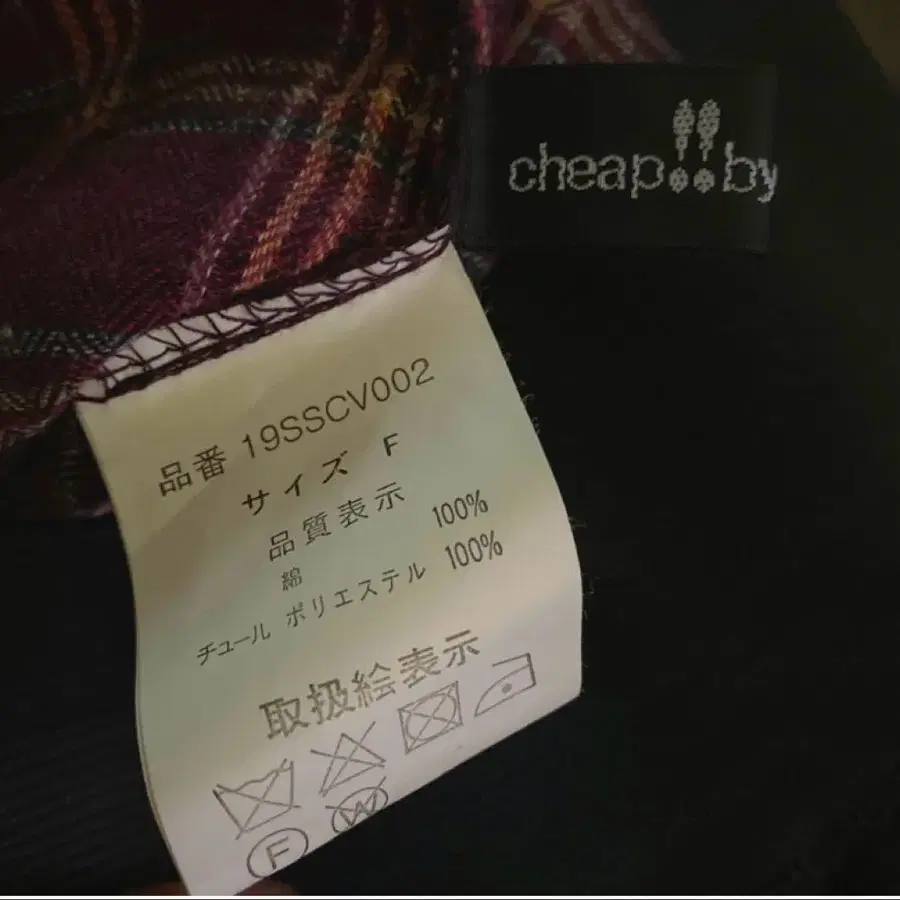 cheap!!by
品番 19SSCV002
サイズ F
品質表示
綿 100%
チュール ポリエステル 100%
取扱絵表示
F W